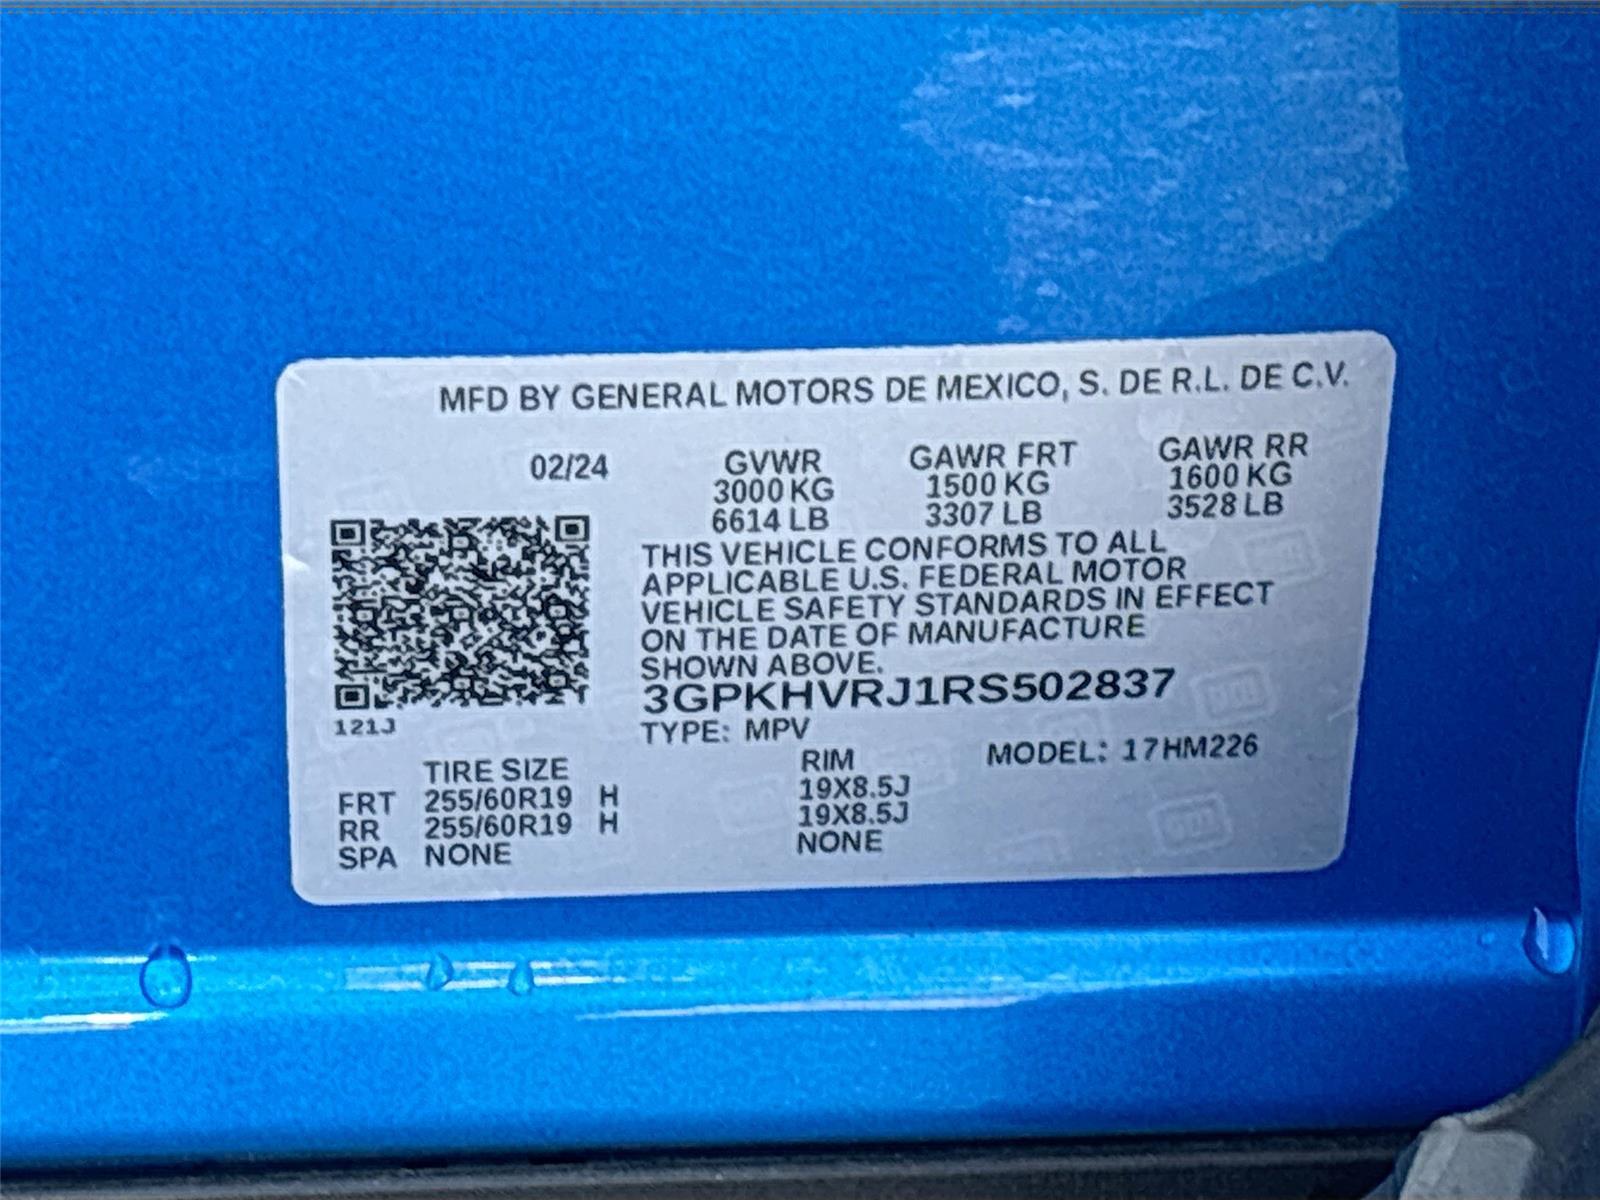 MFD BY GENERAL MOTORS DE MEXICO, S. DE R.L. DE C.V.
02/24 GVWR GAWR FRT GAWR RR
3000 KG 1500 KG 1600 KG
6614 LB 3307 LB 3528 LB
THIS VEHICLE CONFORMS TO ALL
APPLICABLE U.S. FEDERAL MOTOR
VEHICLE SAFETY STANDARDS IN EFFECT
ON THE DATE OF MANUFACTURE
SHOWN ABOVE.
3GPKHVRJ1RS502837
121J
TYPE: MPV
TIRE SIZE RIM MODEL: 17HM226
FRT 255/60R19 H 19X8.5J
RR 255/60R19 H 19X8.5J
SPA NONE NONE